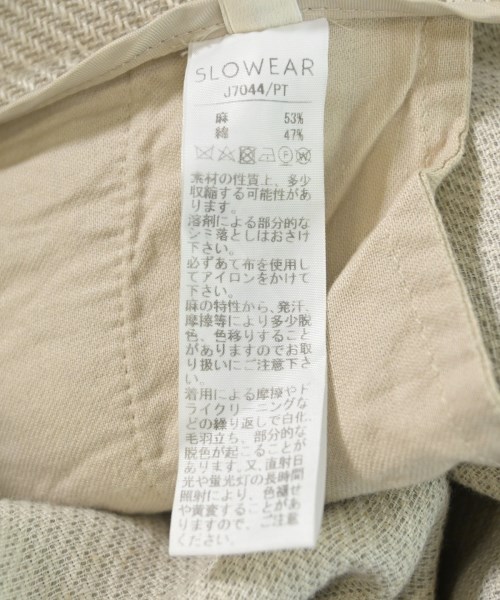 SLOWEAR
J7044/PT
麻 53%
綿 47%
素材の性質上、多少
収縮する可能性があ
ります。
溶剤による部分的な
シミ落としはおさけ
下さい。
必ずあて布を使用し
てアイロンをかけて
下さい。
麻の特性から、発汗、
摩擦等により多少脱
色、色移りすること
がありますのでお取
り扱いにご注意下さ
い。
着用による摩擦やド
ライクリーニングな
どの繰り返しで白化、
毛羽立ち、部分的な
脱色が起こることが
あります。又、直射日
光や蛍光灯の長時間
照射により、色褪せ
や黄変することがあ
りますので、ご注意
ください。